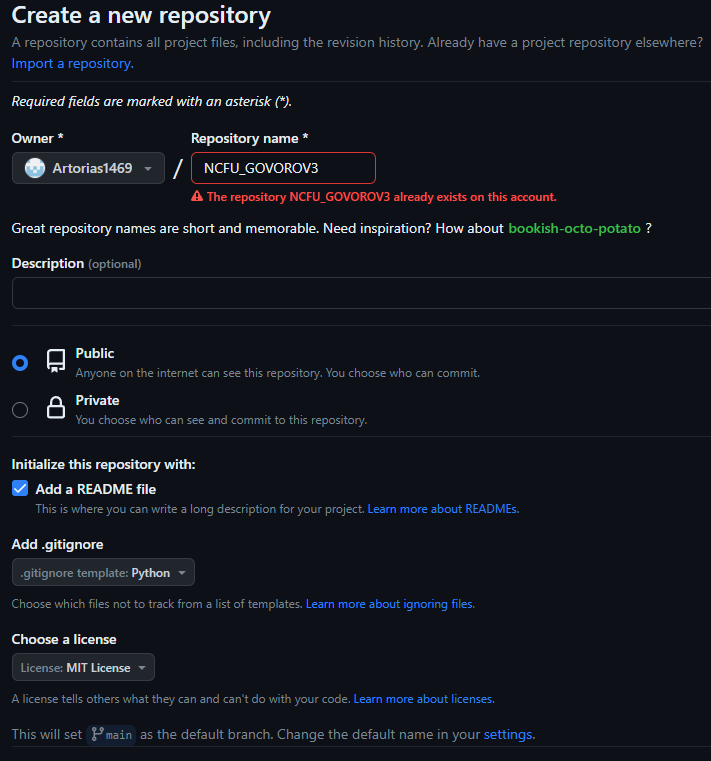 Create a new repository
A repository contains all project files, including the revision history. Already have a project repository elsewhere?
Import a repository.
Required fields are marked with an asterisk (*).
Owner * Repository name *
Artorias1469 / NCFU_GOVOROV3
The repository NCFU_GOVOROV3 already exists on this account.
Great repository names are short and memorable. Need inspiration? How about bookish-octo-potato ?
Description (optional)
Public
Anyone on the internet can see this repository. You choose who can commit.
Private
You choose who can see and commit to this repository.
Initialize this repository with:
Add a README file
This is where you can write a long description for your project. Learn more about READMEs.
Add .gitignore
.gitignore template: Python
Choose which files not to track from a list of templates. Learn more about ignoring files.
Choose a license
License: MIT License
A license tells others what they can and can't do with your code. Learn more about licenses.
This will set main as the default branch. Change the default name in your settings.